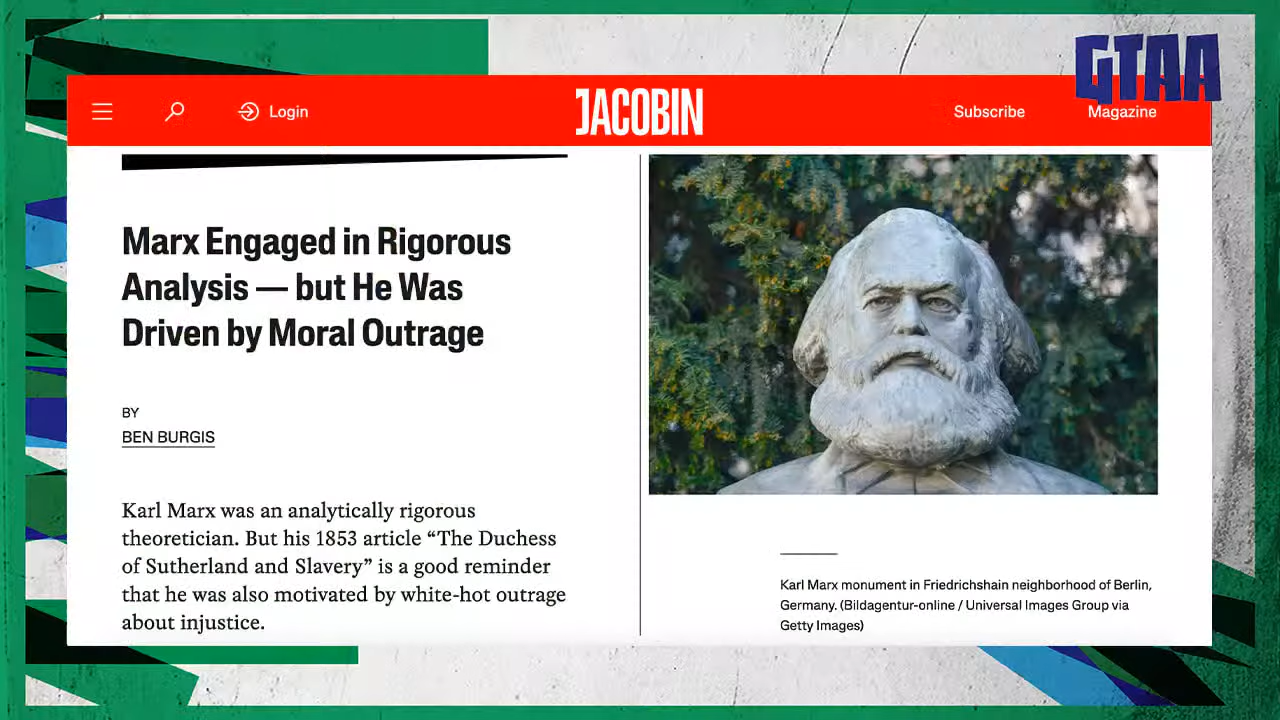 GTAA
Login
JACOBIN
Subscribe
Magazine
Marx Engaged in Rigorous
Analysis — but He Was
Driven by Moral Outrage
BY
BEN BURGIS
Karl Marx was an analytically rigorous
theoretician. But his 1853 article “The Duchess
of Sutherland and Slavery” is a good reminder
that he was also motivated by white-hot outrage
about injustice.
Karl Marx monument in Friedrichshain neighborhood of Berlin,
Germany. (Bildagentur-online / Universal Images Group via
Getty Images)